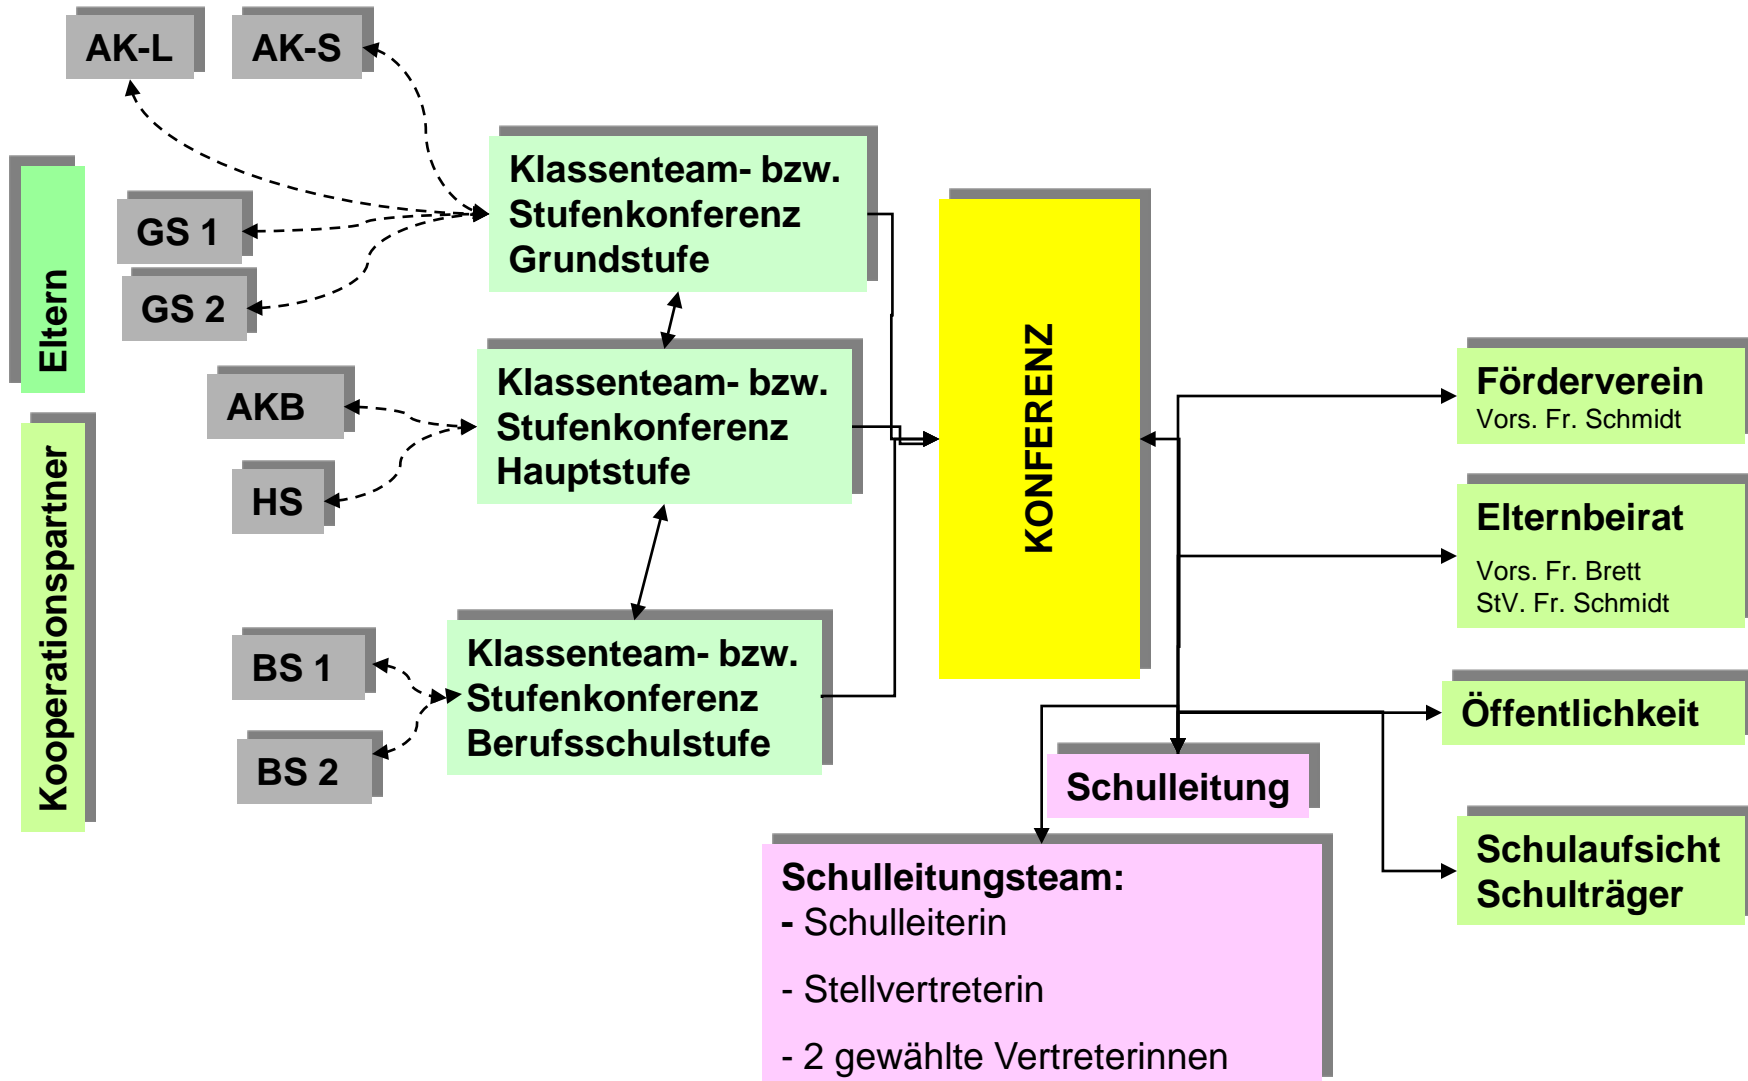 AK-L
AK-S
Eltern
Kooperationspartner
GS 1
GS 2
AKB
HS
BS 1
BS 2
Klassenteam- bzw.
Stufenkonferenz
Grundstufe
Klassenteam- bzw.
Stufenkonferenz
Hauptstufe
Klassenteam- bzw.
Stufenkonferenz
Berufsschulstufe
KONFERENZ
Förderverein
Vors. Fr. Schmidt
Elternbeirat
Vors. Fr. Brett
StV. Fr. Schmidt
Öffentlichkeit
Schulaufsicht
Schulträger
Schulleitung
Schulleitungsteam:
- Schulleiterin
- Stellvertreterin
- 2 gewählte Vertreterinnen